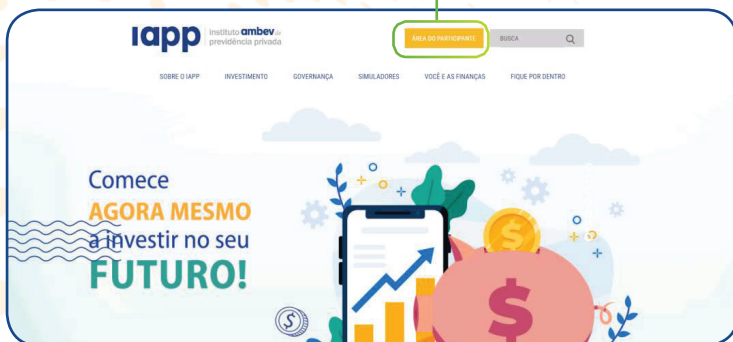 iapp
instituto ambev de
previdência privada
ÁREA DO PARTICIPANTE
BUSCA
SOBRE O IAPP INVESTIMENTO GOVERNANÇA SIMULADORES VOCÊ E AS FINANÇAS FIQUE POR DENTRO
Comece
AGORA MESMO
a investir no seu
FUTURO!
$
$
$